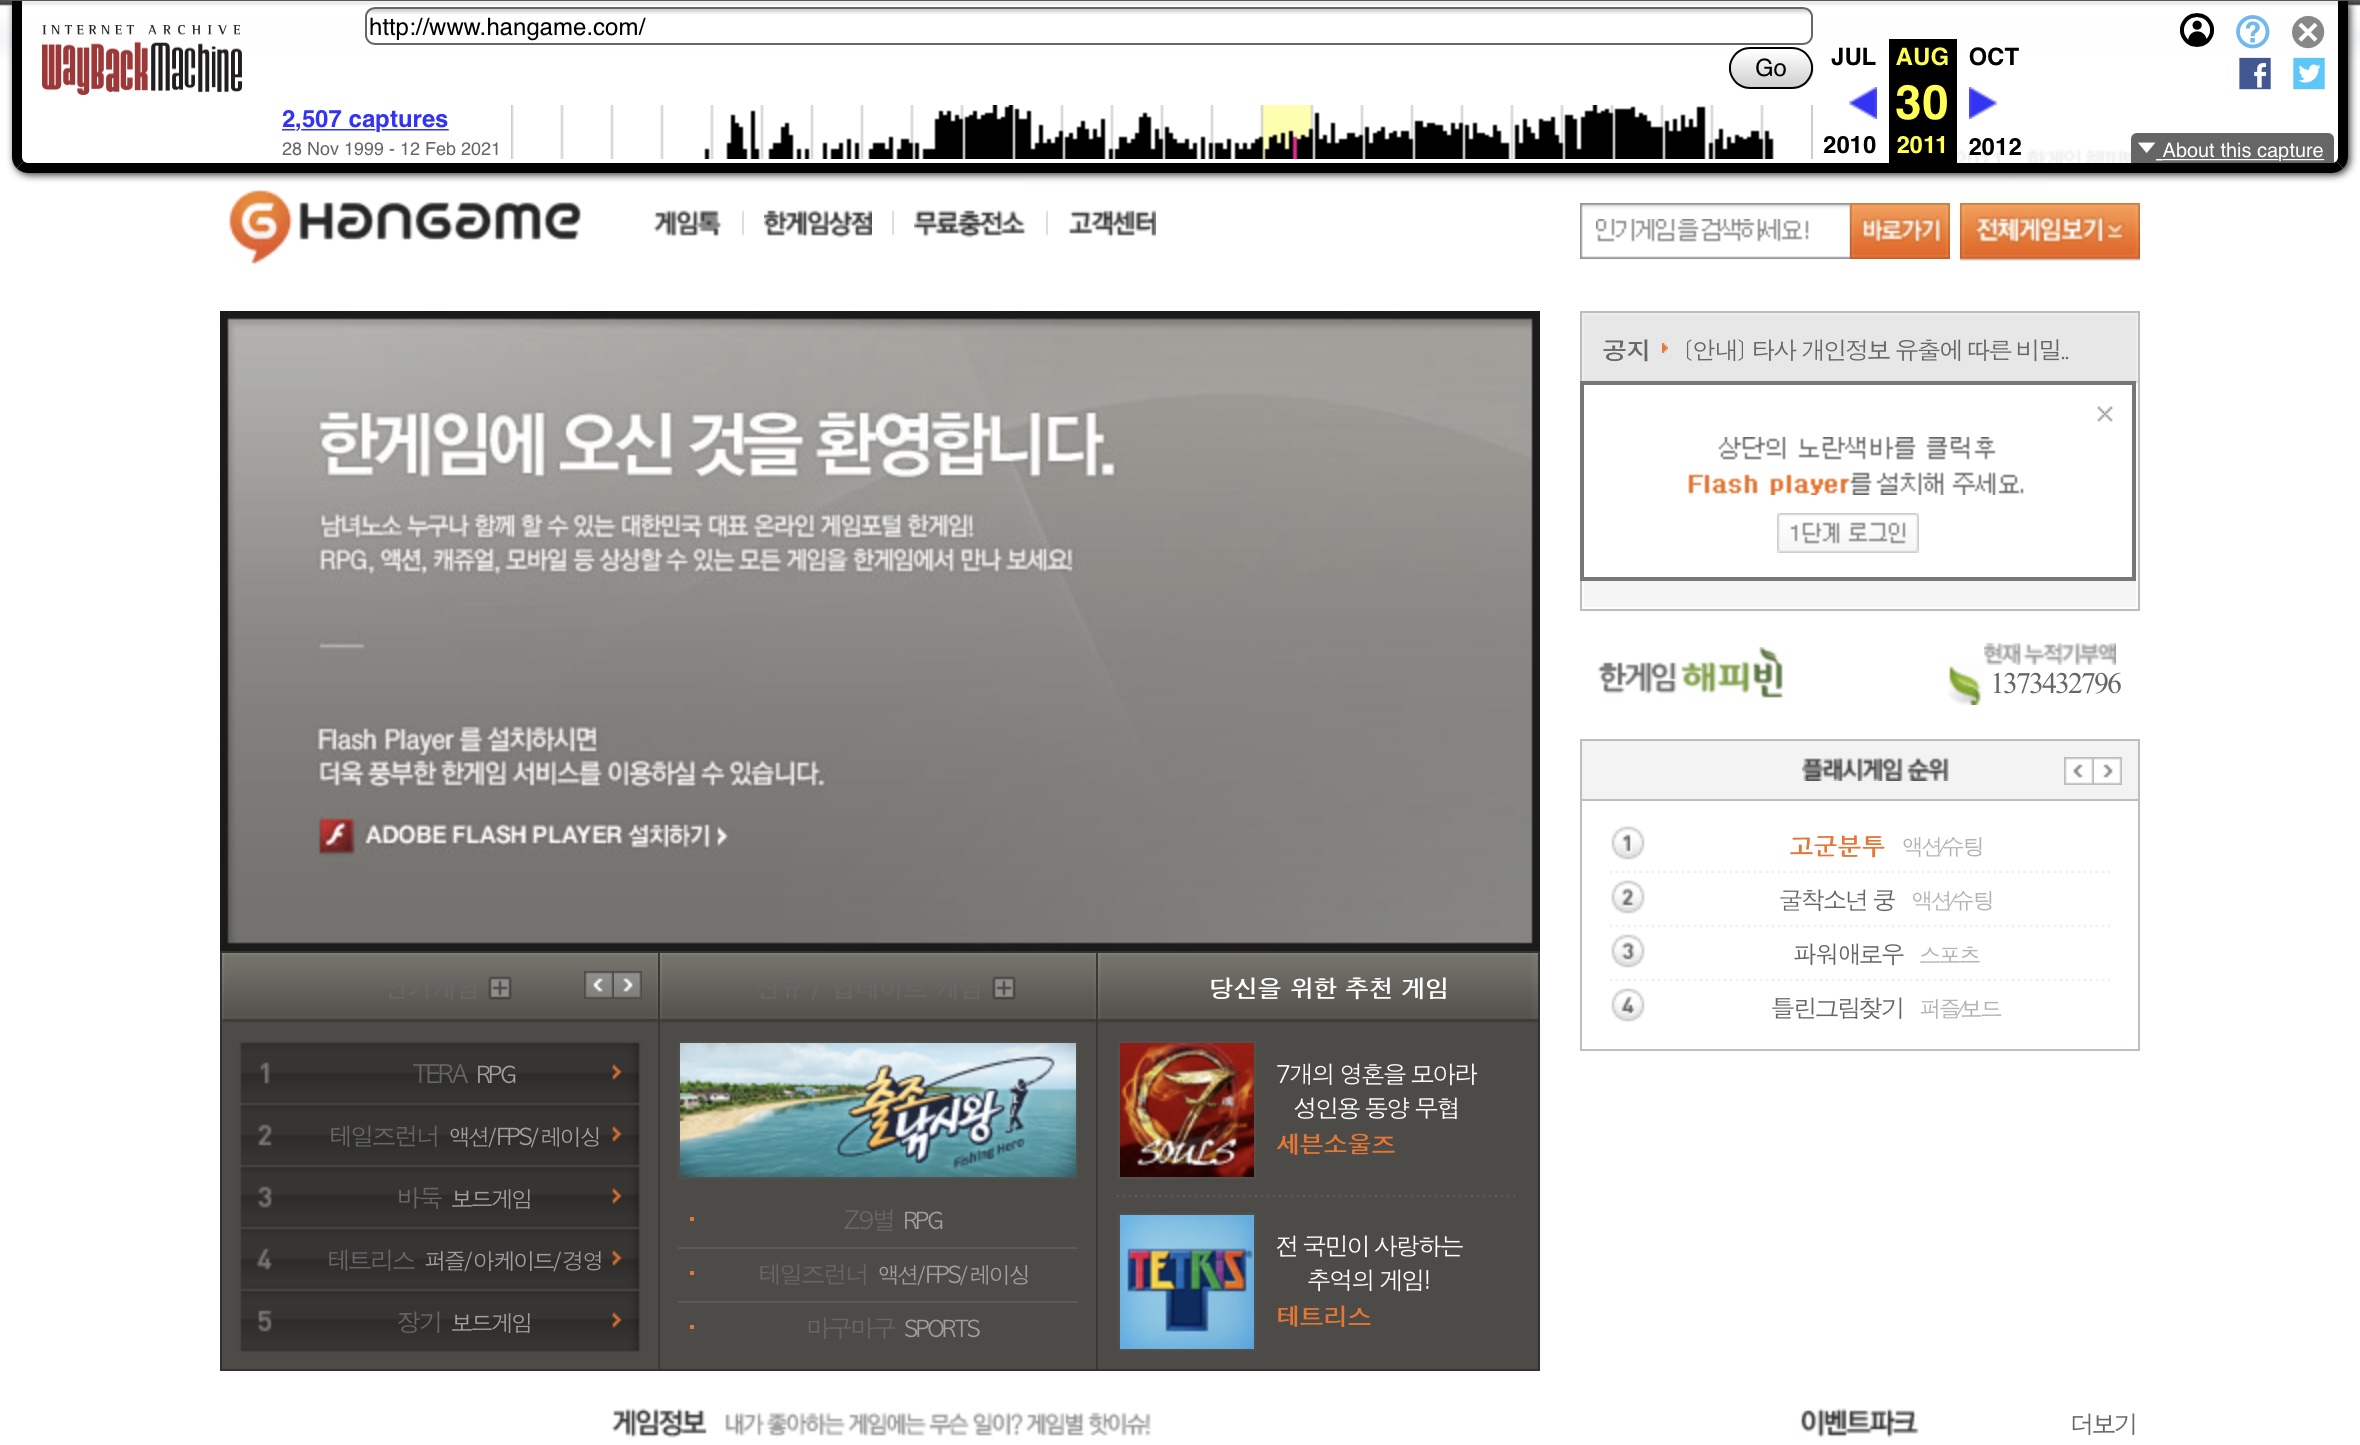 INTERNET ARCHIVE
WayBackMachine
http://www.hangame.com/
Go
JUL AUG OCT
30
2010 2011 2012
2,507 captures
28 Nov 1999 - 12 Feb 2021
About this capture
HANGAME
게임톡 한게임상점 무료충전소 고객센터
인기게임을 검색하세요!
바로가기
전체게임보기
한게임에 오신 것을 환영합니다.
남녀노소 누구나 함께 할 수 있는 대한민국 대표 온라인 게임포털 한게임!
RPG, 액션, 캐쥬얼, 모바일 등 상상할 수 있는 모든 게임을 한게임에서 만나 보세요!
Flash Player 를 설치하시면
더욱 풍부한 한게임 서비스를 이용하실 수 있습니다.
ADOBE FLASH PLAYER 설치하기
공지 [안내] 타사 개인정보 유출에 따른 비밀..
상단의 노란색바를 클릭후
Flash player를 설치해 주세요.
1단계 로그인
한게임 해피빈
현재 누적기부액
1373432796
플래시게임 순위
1 고군분투 액션/슈팅
2 굴착소년 쿵 액션/슈팅
3 파워애로우 스포츠
4 틀린그림찾기 퍼즐/보드
인기게임
1 TERA RPG
2 테일즈런너 액션/FPS/레이싱
3 바둑 보드게임
4 테트리스 퍼즐/아케이드/경영
5 장기 보드게임
신규 / 업데이트 게임
출조
낚시왕
Fishing Hero
Z9별 RPG
테일즈런너 액션/FPS/레이싱
마구마구 SPORTS
당신을 위한 추천 게임
7
SOULS
7개의 영혼을 모아라
성인용 동양 무협
세븐소울즈
TETRIS
전 국민이 사랑하는
추억의 게임!
테트리스
게임정보 내가 좋아하는 게임에는 무슨 일이? 게임별 핫이슈!
이벤트파크 더보기